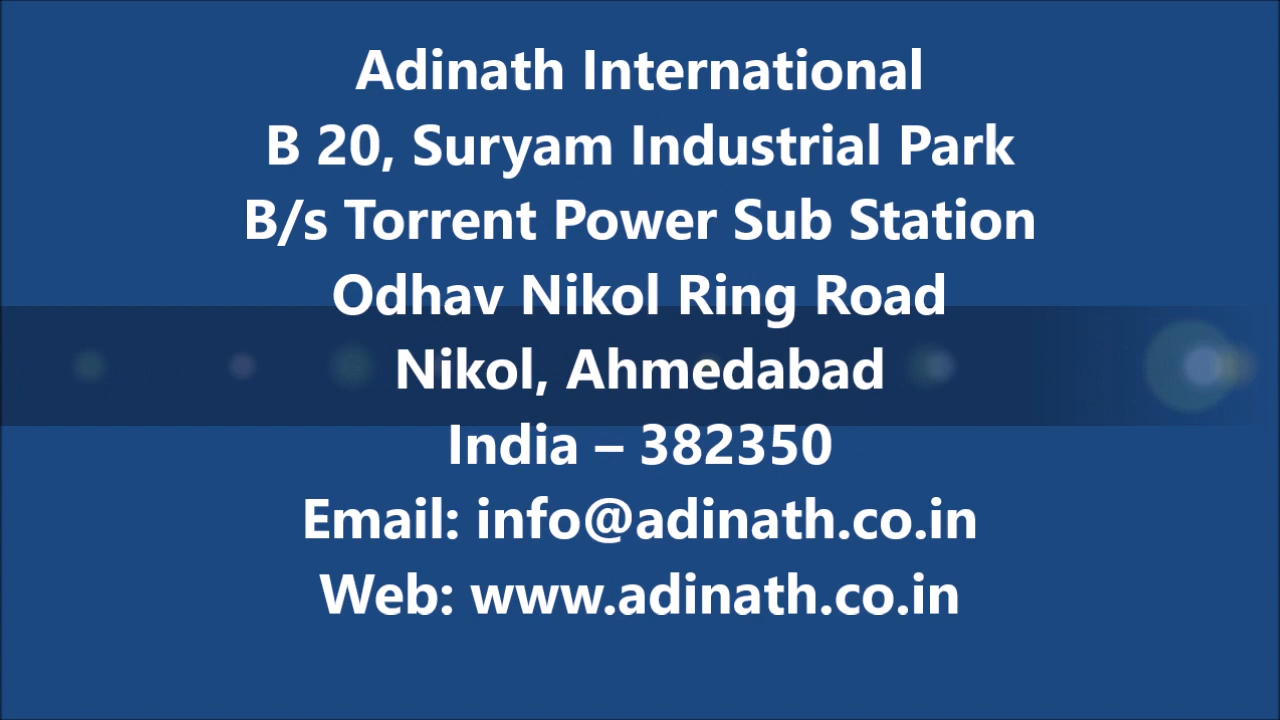 Adinath International
B 20, Suryam Industrial Park
B/s Torrent Power Sub Station
Odhav Nikol Ring Road
Nikol, Ahmedabad
India – 382350
Email: info@adinath.co.in
Web: www.adinath.co.in